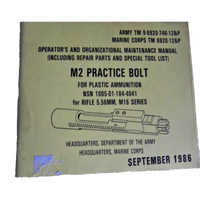 ARMY TM 9-6920-746-12&P
MARINE CORPS TM 6920-12&P
OPERATOR'S AND ORGANIZATIONAL MAINTENANCE MANUAL
(INCLUDING REPAIR PARTS AND SPECIAL TOOL LIST)
M2 PRACTICE BOLT
FOR PLASTIC AMMUNITION
NSN 1005-01-184-4041
for RIFLE 5.56MM, M16 SERIES
HEADQUARTERS, DEPARTMENT OF THE ARMY
HEADQUARTERS, MARINE CORPS
SEPTEMBER 1986